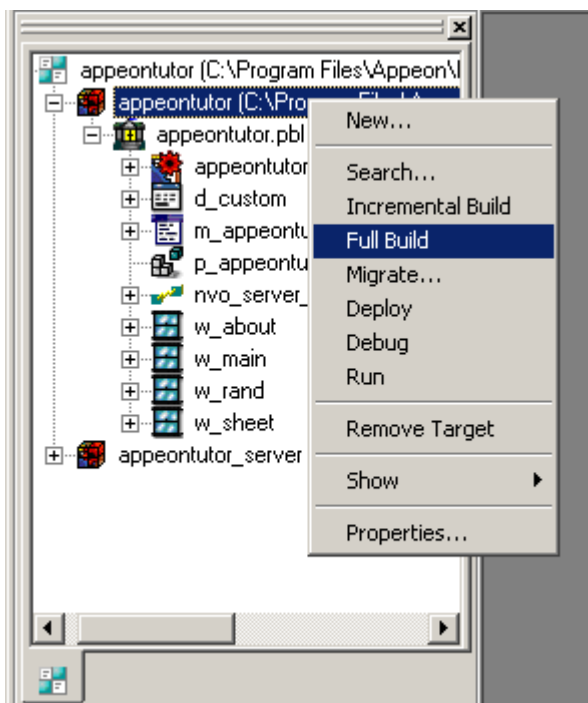 appeontutor (C:\Program Files\Appeon\
appeontutor (C:\Pro
appeontutor.pbl
appeontutor
d_custom
m_appeontu
p_appeontu
nvo_server_
w_about
w_main
w_rand
w_sheet
appeontutor_server
New...
Search...
Incremental Build
Full Build
Migrate...
Deploy
Debug
Run
Remove Target
Show
Properties...